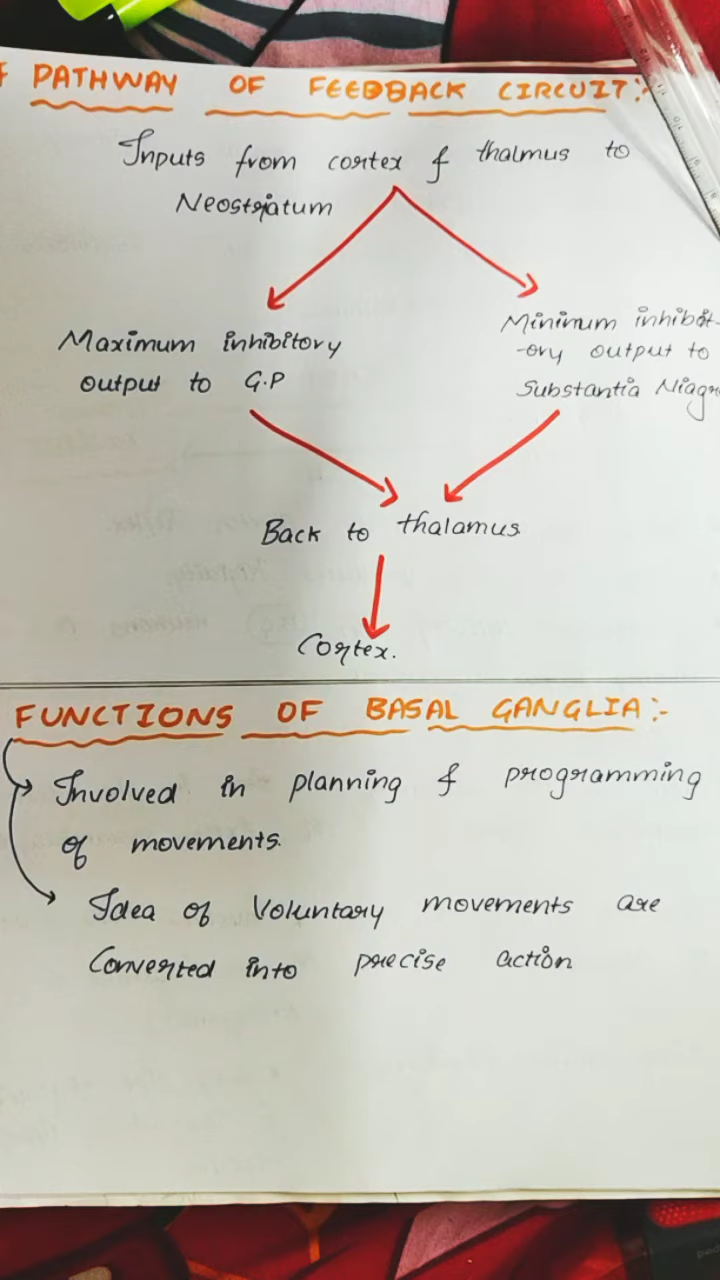 PATHWAY OF FEEDBACK CIRCUIT:-
Inputs from cortex & thalmus to
Neostriatum
Maximum inhibitory
output to G.P
Mininum inhibit-
-ory output to
Substantia
Back to thalamus
Cortex.
FUNCTIONS OF BASAL GANGLIA:-
Involved in planning & programming
of movements.
Idea of Voluntary movements are
Converted into precise action